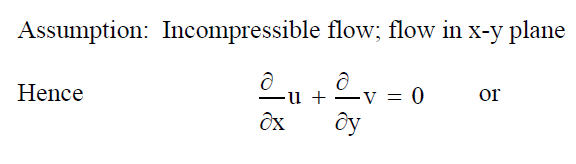 Assumption: Incompressible flow; flow in x-y plane
Hence ∂/∂x u + ∂/∂y v = 0 or